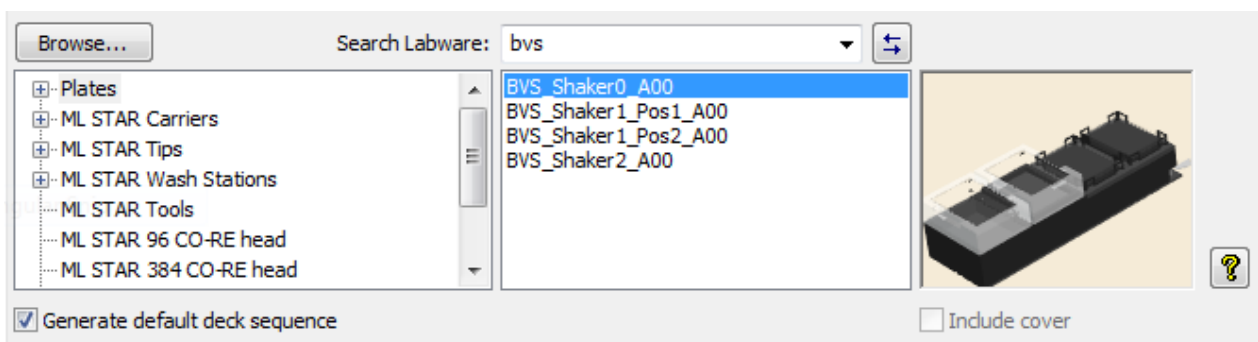 Browse...
Search Labware:
bvs
Plates
ML STAR Carriers
ML STAR Tips
ML STAR Wash Stations
ML STAR Tools
ML STAR 96 CO-RE head
ML STAR 384 CO-RE head
BVS_Shaker0_A00
BVS_Shaker1_Pos1_A00
BVS_Shaker1_Pos2_A00
BVS_Shaker2_A00
?
Generate default deck sequence
Include cover